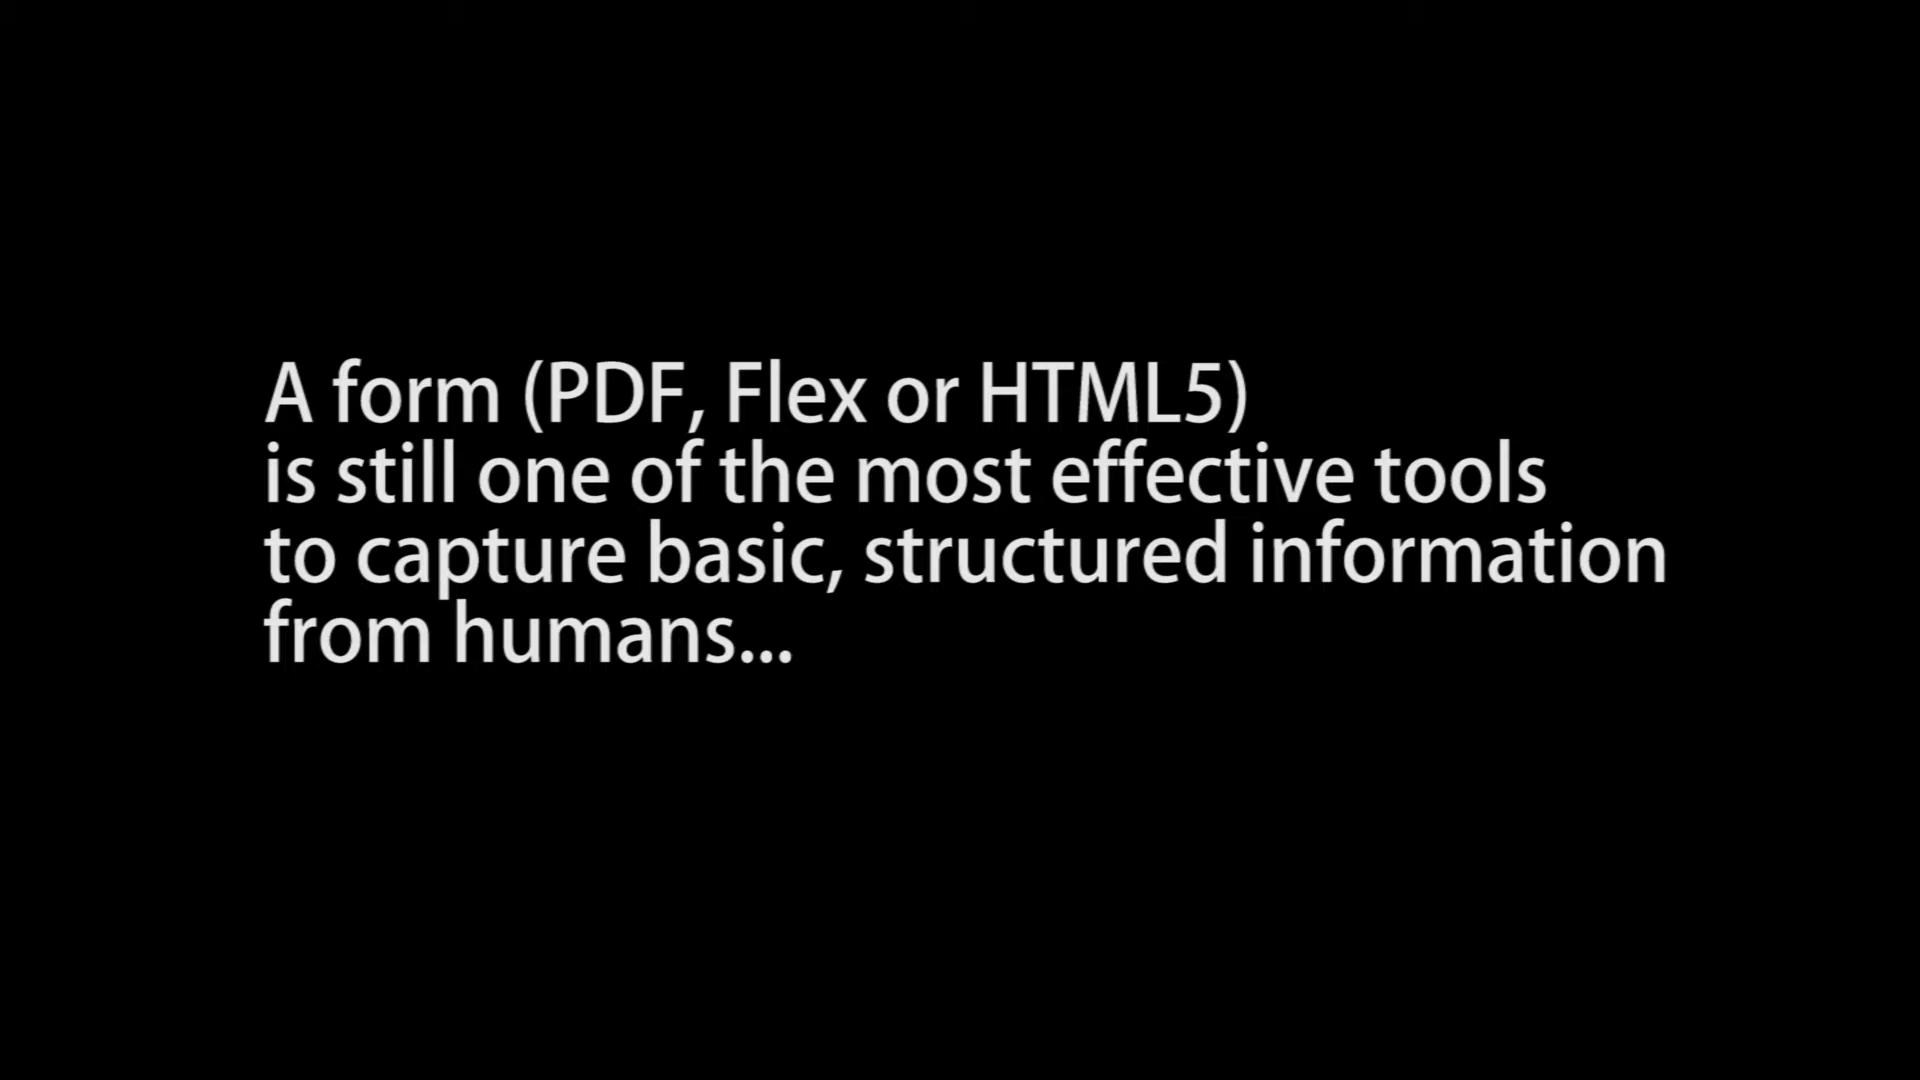 A form (PDF, Flex or HTML5)
is still one of the most effective tools
to capture basic, structured information
from humans...